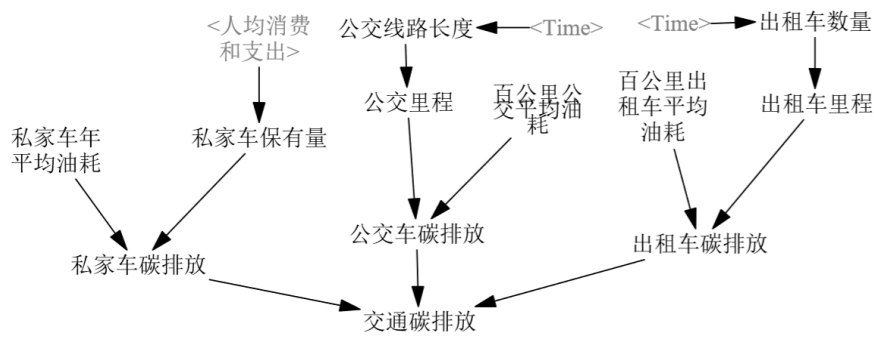 <人均消费
和支出>
公交线路长度
<Time>
<Time>
出租车数量
私家车年
平均油耗
私家车保有量
公交里程
百公里公
交平均油
耗
百公里出
租车平均
油耗
出租车里程
私家车碳排放
公交车碳排放
出租车碳排放
交通碳排放